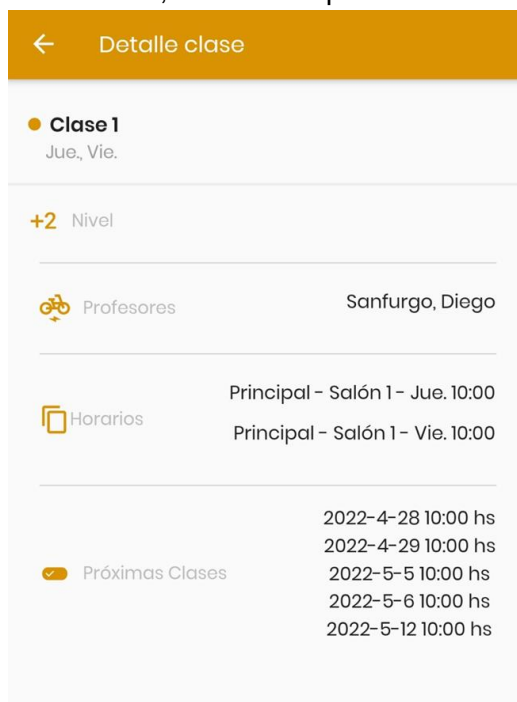 Detalle clase
Clase 1
Jue., Vie.
+2 Nivel
Profesores Sanfurgo, Diego
Principal - Salón 1 - Jue. 10:00
Horarios
Principal - Salón 1 - Vie. 10:00
2022-4-28 10:00 hs
2022-4-29 10:00 hs
Próximas Clases 2022-5-5 10:00 hs
2022-5-6 10:00 hs
2022-5-12 10:00 hs